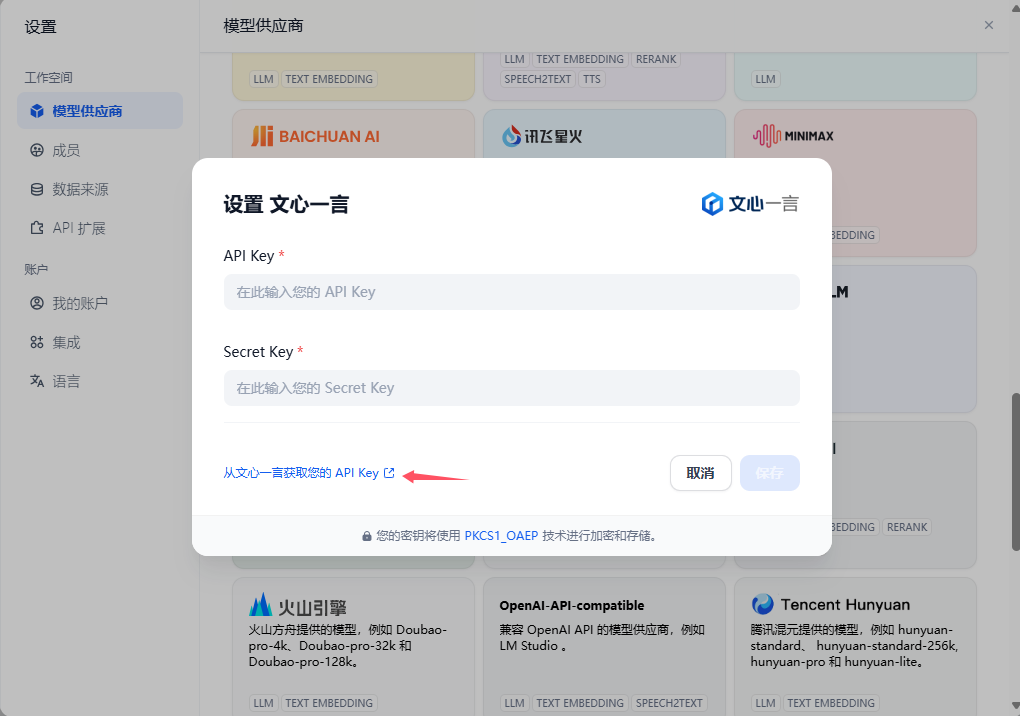 设置
模型供应商
工作空间
模型供应商
成员
数据来源
API 扩展
账户
我的账户
集成
语言
LLM TEXT EMBEDDING
LLM TEXT EMBEDDING RERANK
SPEECH2TEXT TTS
LLM
BAICHUAN AI
讯飞星火
MINIMAX
设置 文心一言
文心一言
API Key *
在此输入您的 API Key
Secret Key *
在此输入您的 Secret Key
从文心一言获取您的 API Key
取消
保存
您的密钥将使用 PKCS1_OAEP 技术进行加密和存储。
BEDDING
LM
BEDDING RERANK
火山引擎
火山方舟提供的模型，例如 Doubao-
pro-4k、Doubao-pro-32k 和
Doubao-pro-128k。
LLM TEXT EMBEDDING
OpenAI-API-compatible
兼容 OpenAI API 的模型供应商，例如
LM Studio 。
LLM TEXT EMBEDDING SPEECH2TEXT
Tencent Hunyuan
腾讯混元提供的模型，例如 hunyuan-
standard、 hunyuan-standard-256k,
hunyuan-pro 和 hunyuan-lite。
LLM TEXT EMBEDDING